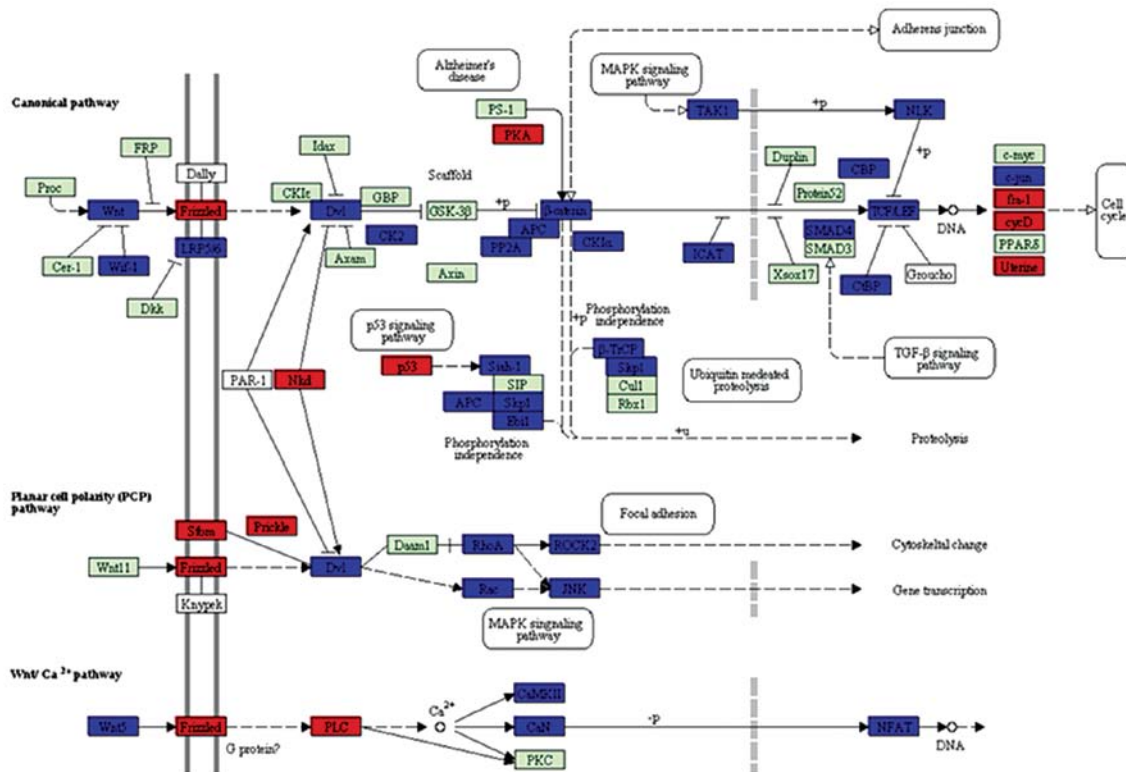 Adherens junction
Alzheimer's
disease
MAPK signaling
pathway
Canonical pathway
PS-1
+p
TAK1
NLK
PKA
FRP
Idax
Duplin
+p
c-myc
Dally
CBP
c-jun
Proc
CKIε
GBP
Scaffold
Protein52
Wnt
Frizzled
Dvl
GSK-3β
+p
β-catenin
TCF/LEF
DNA
fra-1
Cell
cycle
cycD
LRP5/6
CK2
APC
PP2A
CKIα
ICAT
SMAD4
SMAD3
PPARδ
Cer-1
Wif-1
Axam
Axin
Xsox17
CtBP
Groucho
Uterine
Dkk
p53 signaling
pathway
Phosphorylation
independence
+p
TGF-β signaling
pathway
β-TrCP
Skp1
Cul1
Rbx1
Ubiquitin medeated
proteolysis
p53
Siah-1
SIP
PAR-1
Nkd
APC
Skp1
Ebi1
Phosphorylation
independence
+u
Proteolysis
Planar cell polarity (PCP)
pathway
Focal adhesion
Stbm
Prickle
Daam1
RhoA
ROCK2
Cytoskeltal change
Wnt11
Frizzled
Dvl
Rac
JNK
Gene transcription
Knypek
MAPK singnaling
pathway
Wnt/ Ca 2+ pathway
CaMKII
Ca2+
Wnt5
Frizzled
PLC
CaN
-p
NFAT
G protein?
PKC
DNA